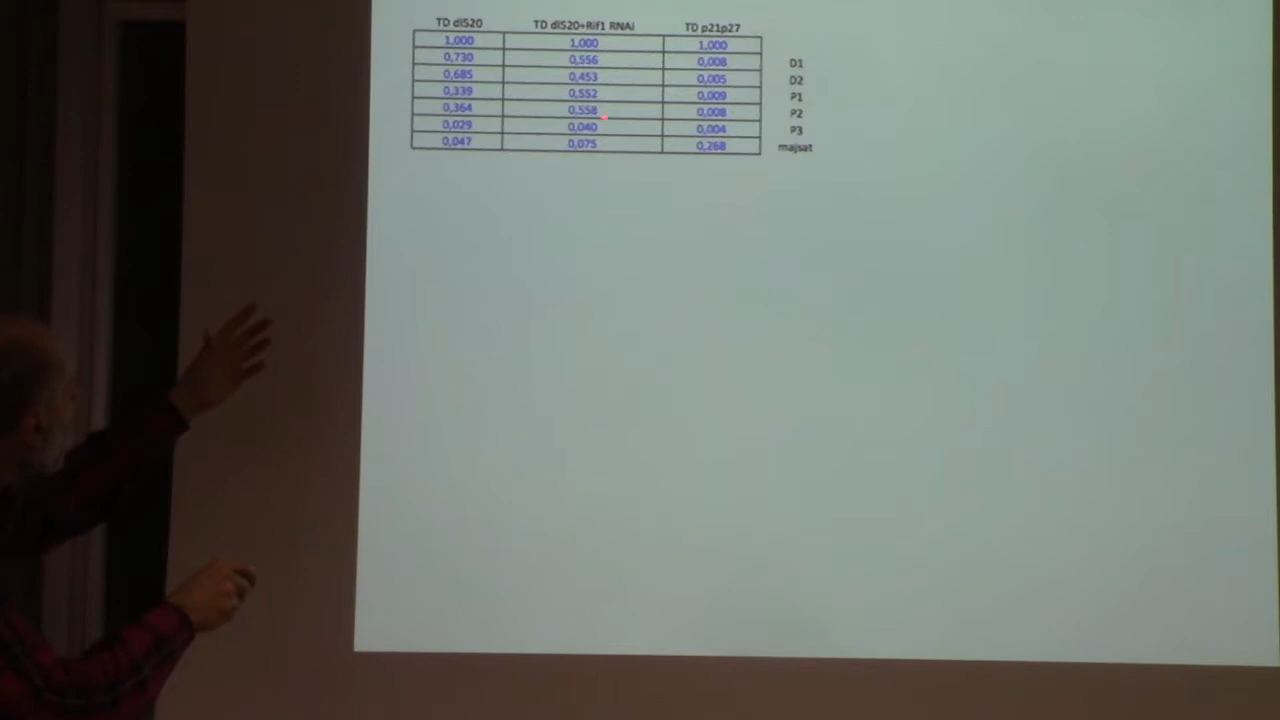 TD dl520 TD dl520+Rif1 RNAi TD p21p27
1,000 1,000 1,000
0,730 0,556 0,008 D1
0,685 0,453 0,005 D2
0,339 0,552 0,009 P1
0,364 0,558 0,008 P2
0,029 0,040 0,004 P3
0,047 0,075 0,268 majsat